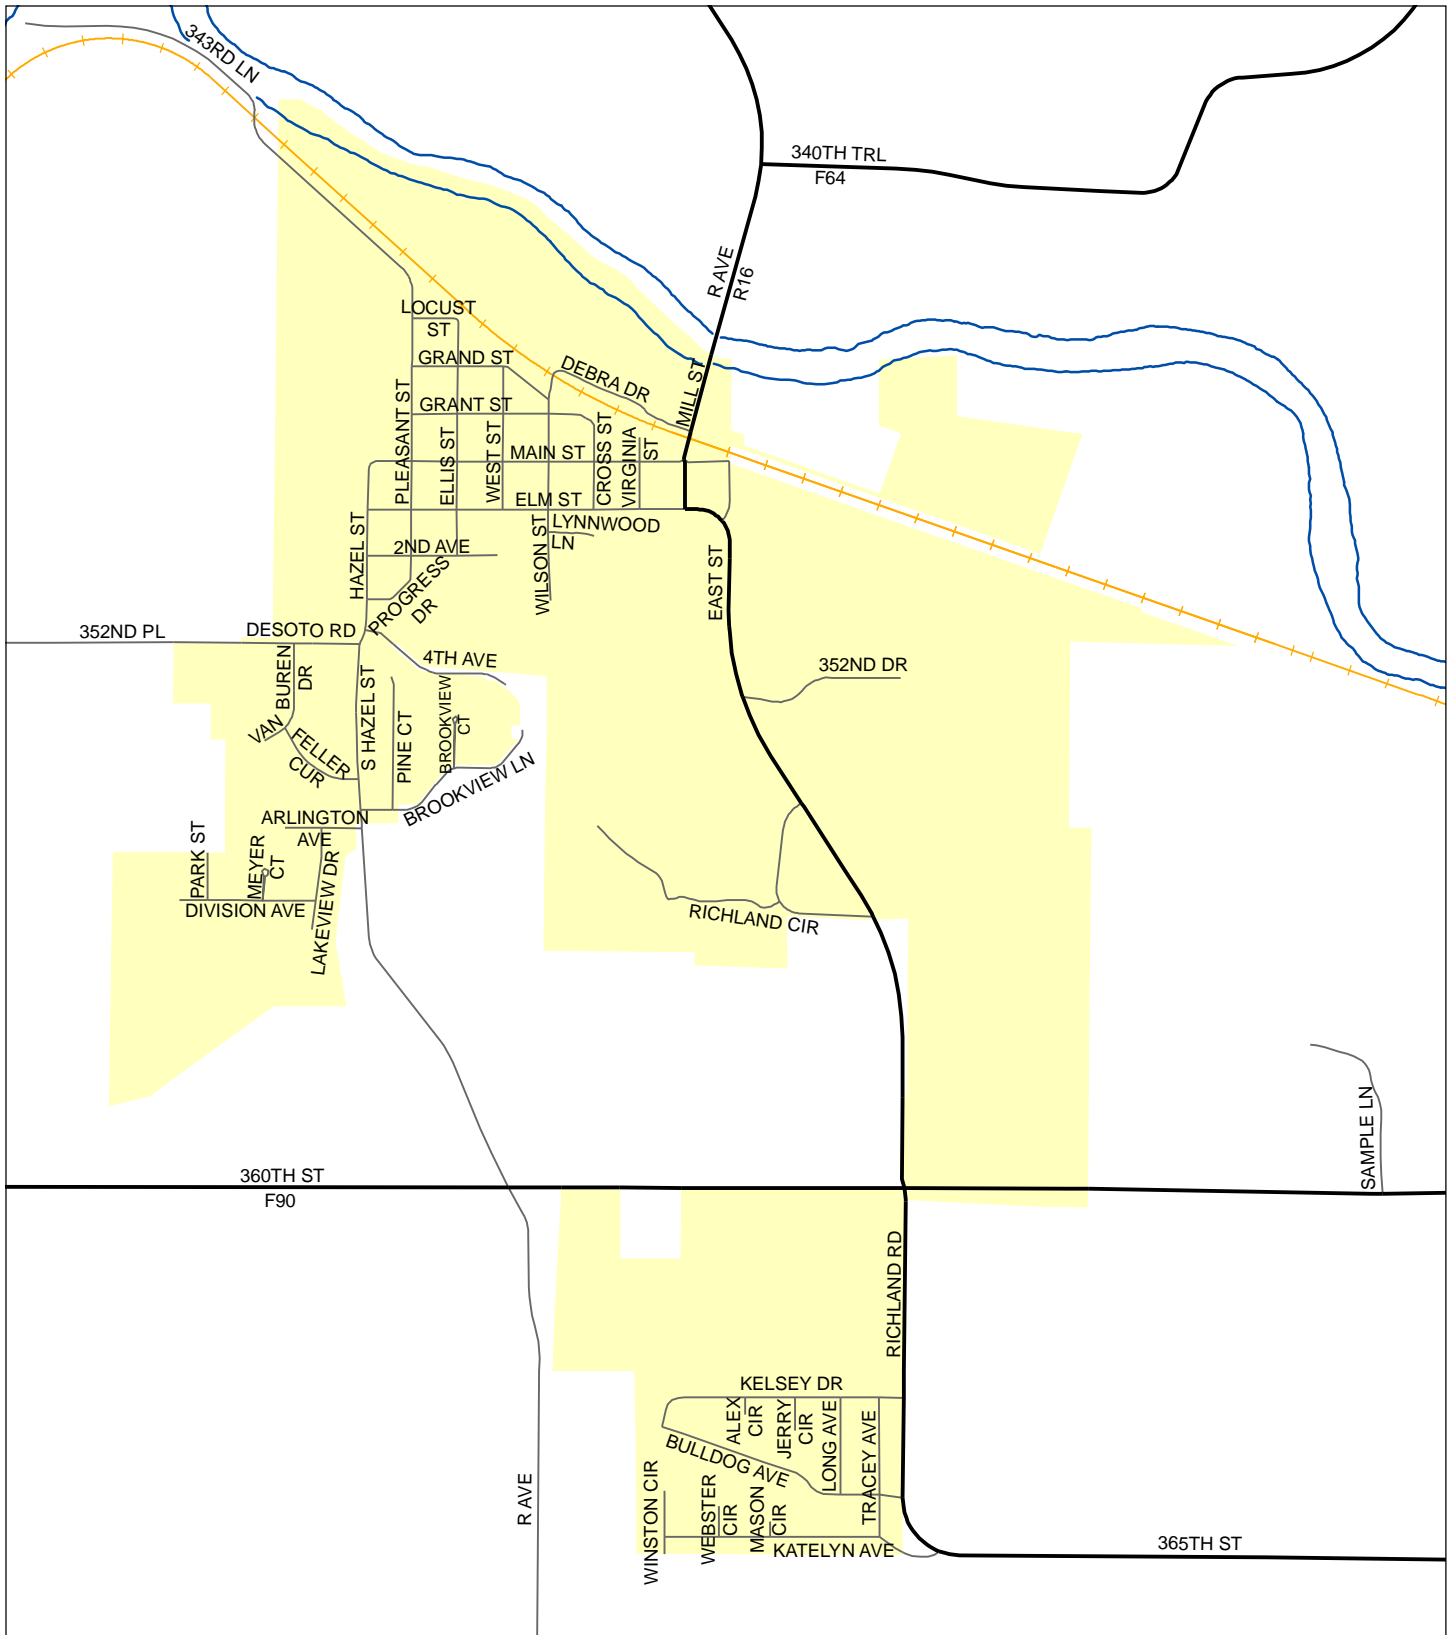 343RD LN
340TH TRL
F64
R AVE
R16
LOCUST
ST
GRAND ST
DEBRA DR
MILL ST
PLEASANT ST
GRANT ST
ELLIS ST
WEST ST
MAIN ST
CROSS ST
VIRGINIA
ST
ELM ST
HAZEL ST
LYNNWOOD
LN
2ND AVE
WILSON ST
EAST ST
PROGRESS
DR
352ND PL
DESOTO RD
4TH AVE
352ND DR
VAN BUREN
DR
S HAZEL ST
PINE CT
BROOKVIEW
CT
FELLER
CUR
BROOKVIEW LN
ARLINGTON
AVE
PARK ST
MEYER
CT
LAKEVIEW DR
DIVISION AVE
RICHLAND CIR
SAMPLE LN
360TH ST
F90
RICHLAND RD
KELSEY DR
ALEX
CIR
JERRY
CIR
LONG AVE
TRACEY AVE
BULLDOG AVE
R AVE
WINSTON CIR
WEBSTER
CIR
MASON
CIR
KATELYN AVE
365TH ST